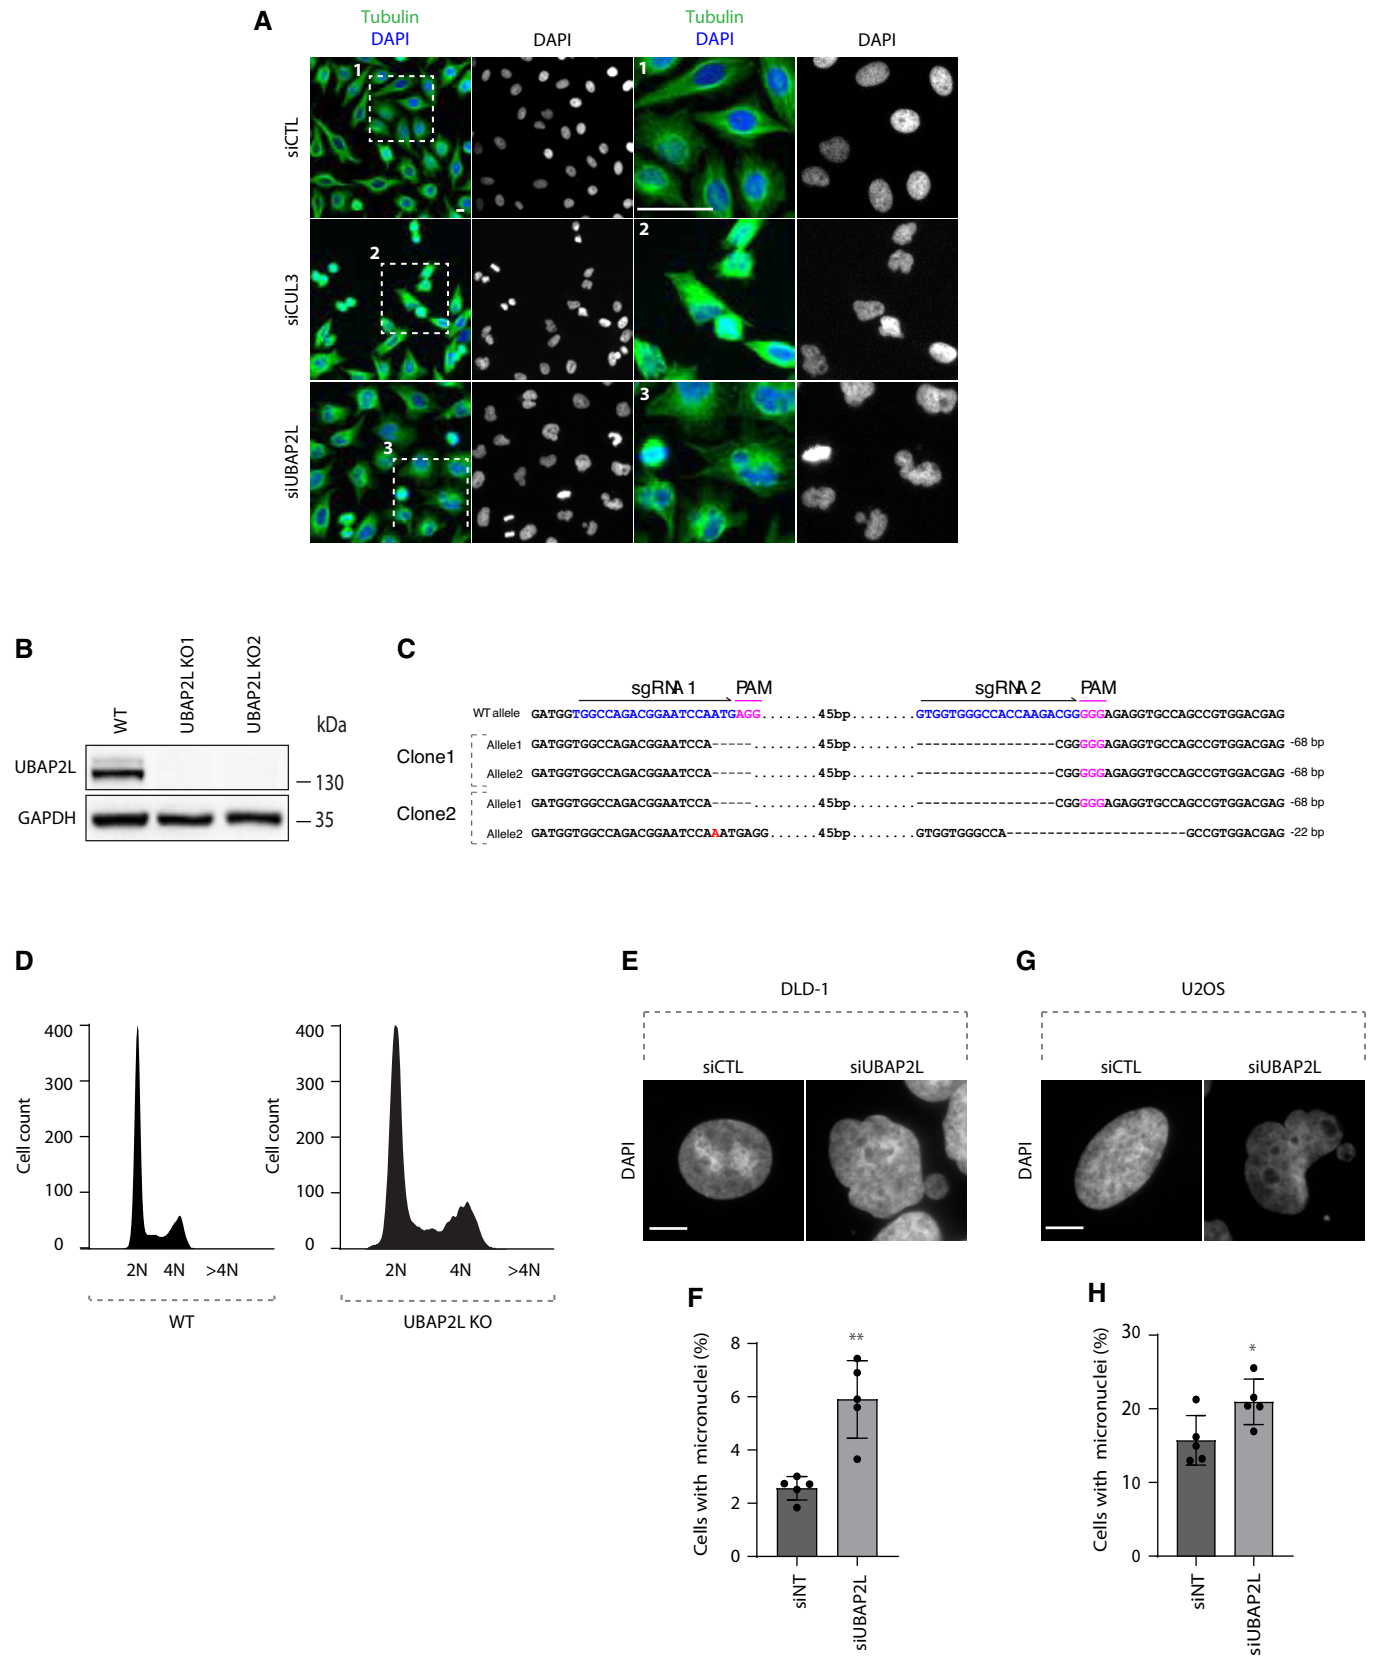 A
Tubulin
DAPI
DAPI
Tubulin
DAPI
DAPI
siCTL
1
1
siCUL3
2
2
siUBAP2L
3
3
B
WT
UBAP2L KO1
UBAP2L KO2
kDa
UBAP2L
130
GAPDH
35
C
sgRNA 1 PAM sgRNA 2 PAM
WT allele GATGGTGGCCAGACGGAATCCAATGAGG.......45bp........GTGGTGGGCCACCAAGACGGGGGAGAGGTGCCAGCCGTGGACGAG
Clone1
Allele1 GATGGTGGCCAGACGGAATCCA-----........45bp........-----------------CGGGGGAGAGGTGCCAGCCGTGGACGAG -68 bp
Allele2 GATGGTGGCCAGACGGAATCCA-----........45bp........-----------------CGGGGGAGAGGTGCCAGCCGTGGACGAG -68 bp
Clone2
Allele1 GATGGTGGCCAGACGGAATCCA-----........45bp........-----------------CGGGGGAGAGGTGCCAGCCGTGGACGAG -68 bp
Allele2 GATGGTGGCCAGACGGAATCCAAATGAGG......45bp........GTGGTGGGCCA----------------------GCCGTGGACGAG -22 bp
D
Cell count
400
300
200
100
0
2N 4N >4N
WT
Cell count
400
300
200
100
0
2N 4N >4N
UBAP2L KO
E
DLD-1
siCTL siUBAP2L
DAPI
F
Cells with micronuclei (%)
8
6
4
2
0
**
siNT
siUBAP2L
G
U2OS
siCTL siUBAP2L
DAPI
H
Cells with micronuclei (%)
30
20
10
0
*
siNT
siUBAP2L